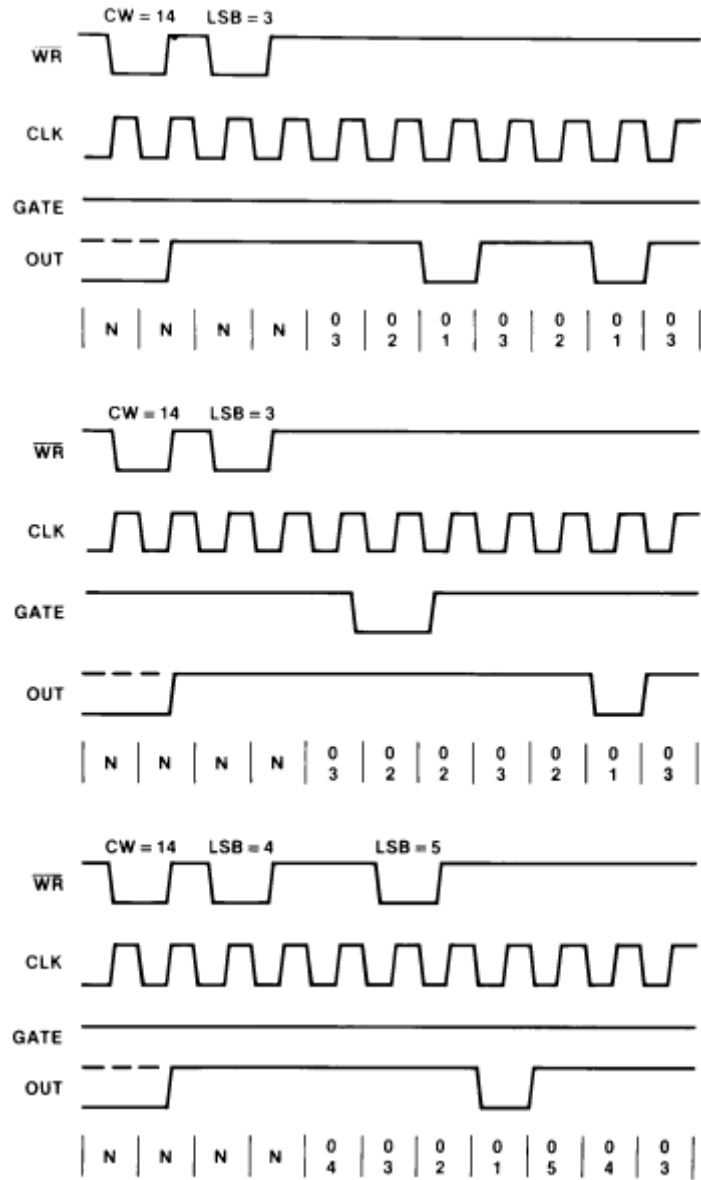 CW = 14 LSB = 3
WR
CLK
GATE
OUT
N N N N 0 0 0 0 0 0 0
3 2 1 3 2 1 3
CW = 14 LSB = 3
WR
CLK
GATE
OUT
N N N N 0 0 0 0 0 0 0
3 2 2 3 2 1 3
CW = 14 LSB = 4 LSB = 5
WR
CLK
GATE
OUT
N N N N 0 0 0 0 0 0 0
4 3 2 1 5 4 3